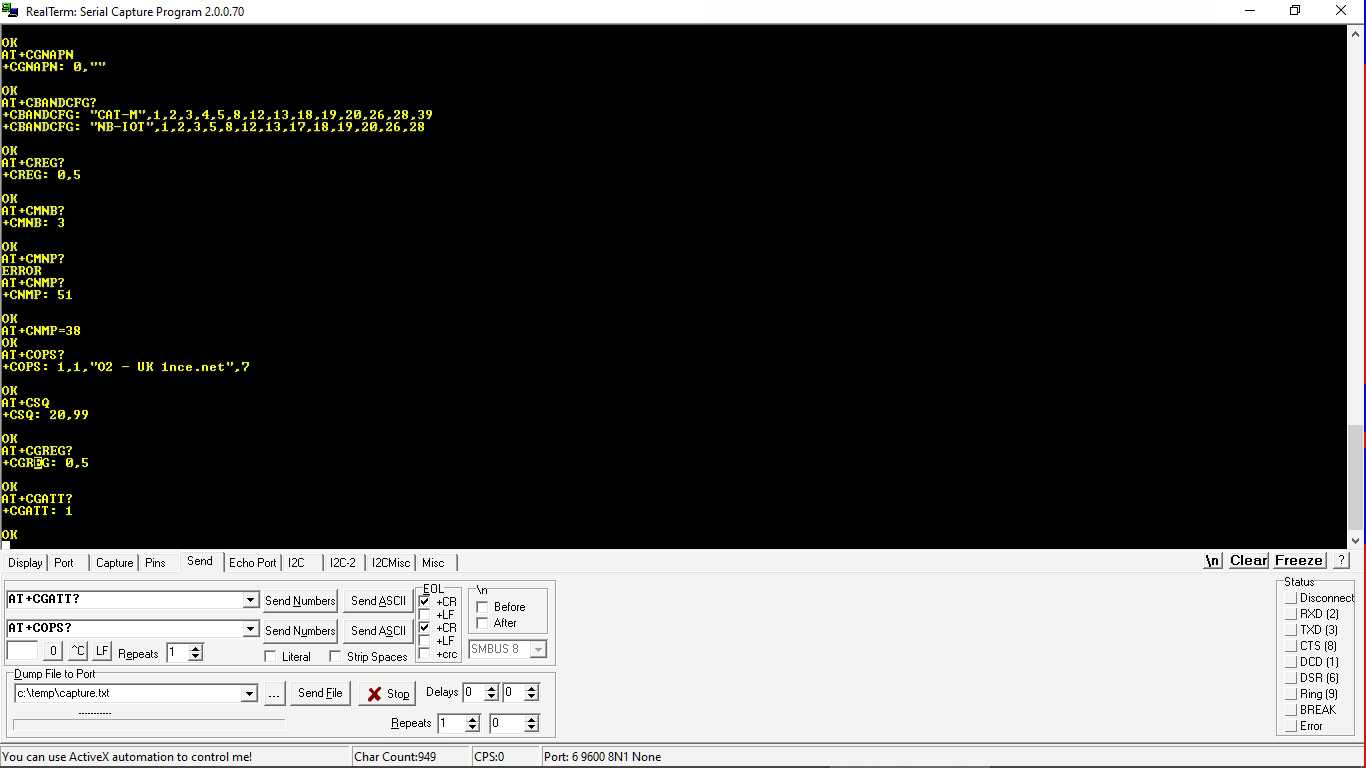 RealTerm: Serial Capture Program 2.0.0.70
OK
AT+CGNAPN
+CGNAPN: 0,""
OK
AT+CBANDCFG?
+CBANDCFG: "CAT-M",1,2,3,4,5,8,12,13,18,19,20,26,28,39
+CBANDCFG: "NB-IOT",1,2,3,5,8,12,13,17,18,19,20,26,28
OK
AT+CREG?
+CREG: 0,5
OK
AT+CMNB?
+CMNB: 3
OK
AT+CMNP?
ERROR
AT+CNMP?
+CNMP: 51
OK
AT+CNMP=38
OK
AT+COPS?
+COPS: 1,1,"O2 - UK 1nce.net",7
OK
AT+CSQ
+CSQ: 20,99
OK
AT+CGREG?
+CGREG: 0,5
OK
AT+CGATT?
+CGATT: 1
OK
Display Port Capture Pins Send Echo Port I2C I2C-2 I2CMisc Misc \n Clear Freeze ?
EOL \n Status
AT+CGATT? Send Numbers Send ASCII +CR Before Disconnect
+LF After RXD (2)
AT+COPS? Send Numbers Send ASCII +CR TXD (3)
+LF CTS (8)
0 ^C LF Repeats 1 Literal Strip Spaces +crc SMBUS 8 DCD (1)
Dump File to Port DSR (6)
c:\temp\capture.txt ... Send File Stop Delays 0 0 Ring (9)
BREAK
Repeats 1 0 Error
You can use ActiveX automation to control me! Char Count:949 CPS:0 Port: 6 9600 8N1 None